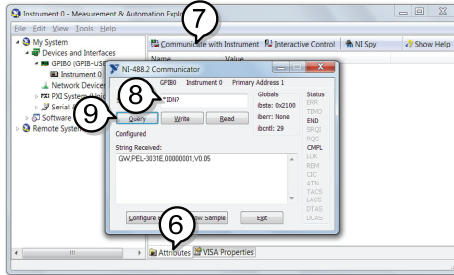 Instrument 0 - Measurement & Automation Expl
File Edit View Tools Help
My System
Devices and Interfaces
GPIB0 (GPIB-USB
Instrument 0
Network Devices
PXI System (Unid
Serial &
Software
Remote System
7
Communicate with Instrument Interactive Control NI Spy Show Help
Name Value
NI-488.2 Communicator
GPIB0 Instrument 0 Primary Address 1
8
*IDN?
9
Query Write Read
Configured
String Received:
GW,PEL-3031E,00000001,V0.05
Globals
ibsta: 0x2100
iberr: None
ibcntl: 29
Status
ERR
TIMO
END
SRQI
RQS
CMPL
LOK
REM
CIC
ATN
TACS
LACS
DTAS
DCAS
Configure Show Sample Exit
6
Attributes VISA Properties